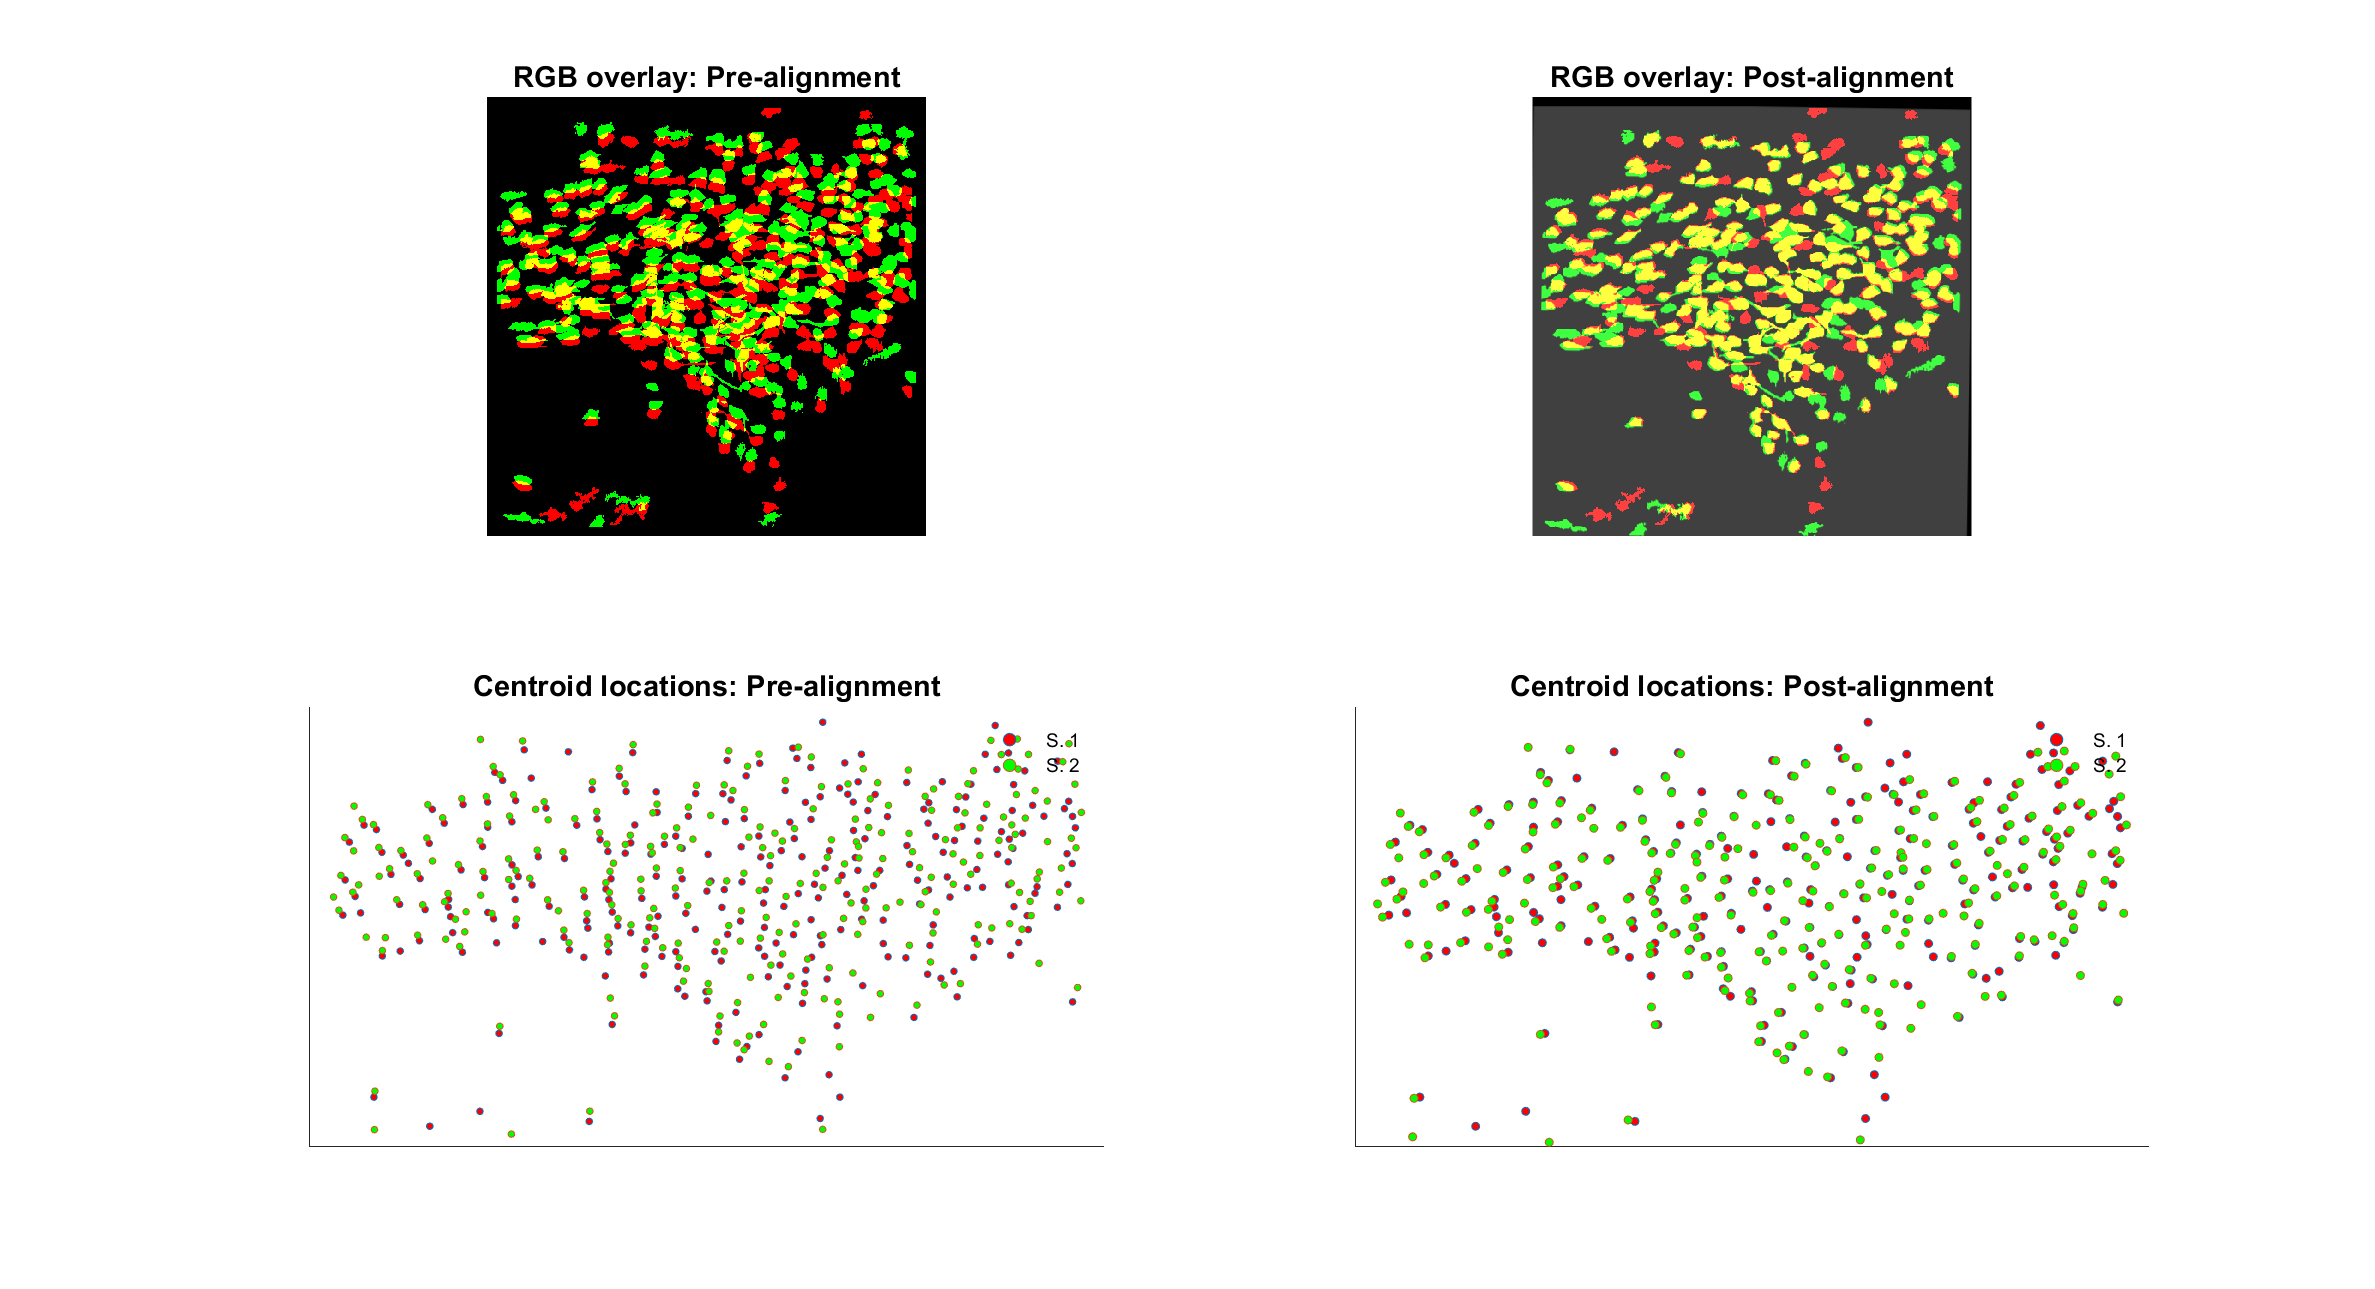 RGB overlay: Pre-alignment
RGB overlay: Post-alignment
Centroid locations: Pre-alignment
S. 1
S. 2
Centroid locations: Post-alignment
S. 1
S. 2